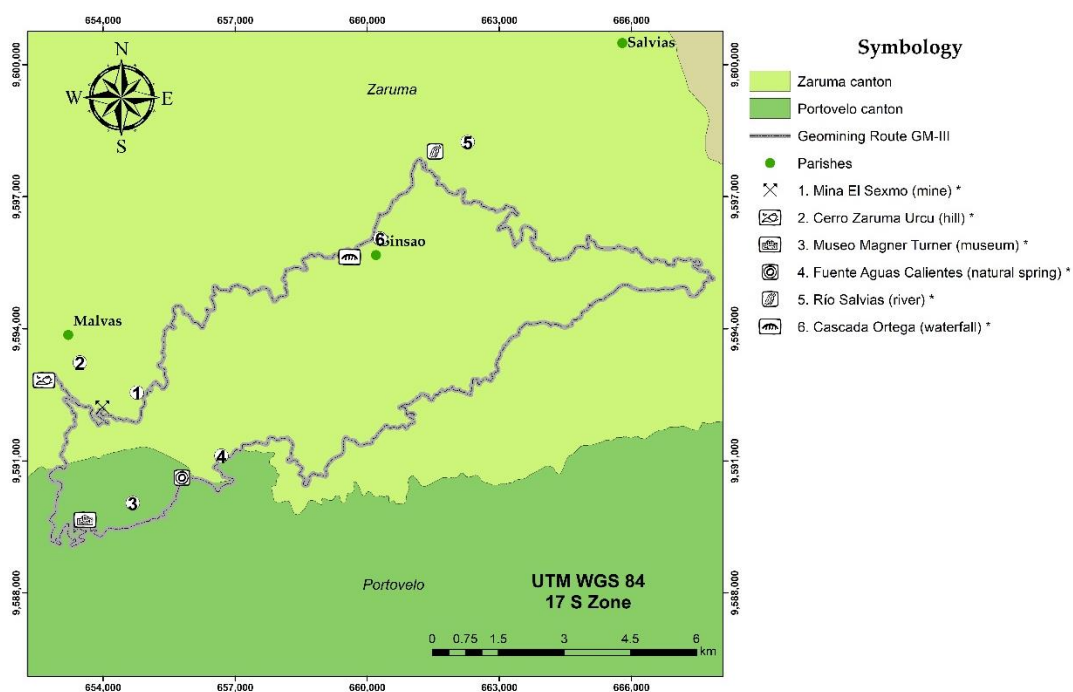 654,000 657,000 660,000 663,000 666,000
9,600,000
9,597,000
9,594,000
9,591,000
9,588,000
N
W E
S
Salvias
Zaruma
5
6
Ginsao
Malvas
2
1
4
3
Portovelo
UTM WGS 84
17 S Zone
0 0.75 1.5 3 4.5 6
km
9,600,000
9,597,000
9,594,000
9,591,000
9,588,000
654,000 657,000 660,000 663,000 666,000
Symbology
Zaruma canton
Portovelo canton
Geomining Route GM-III
Parishes
1. Mina El Sexmo (mine) *
2. Cerro Zaruma Urcu (hill) *
3. Museo Magner Turner (museum) *
4. Fuente Aguas Calientes (natural spring) *
5. Río Salvias (river) *
6. Cascada Ortega (waterfall) *